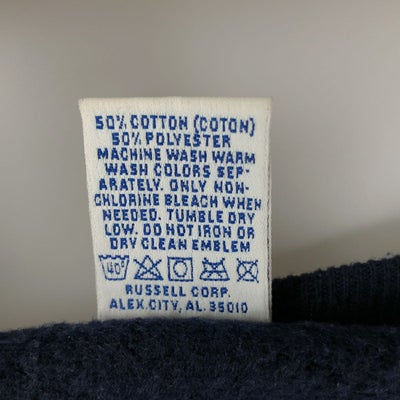 50% COTTON (COTON)
50% POLYESTER
MACHINE WASH WARM
WASH COLORS SEP-
ARATELY. ONLY NON-
CHLORINE BLEACH WHEN
NEEDED. TUMBLE DRY
LOW. DO NOT IRON OR
DRY CLEAN EMBLEM
40°
RUSSELL CORP.
ALEX.CITY, AL. 35010